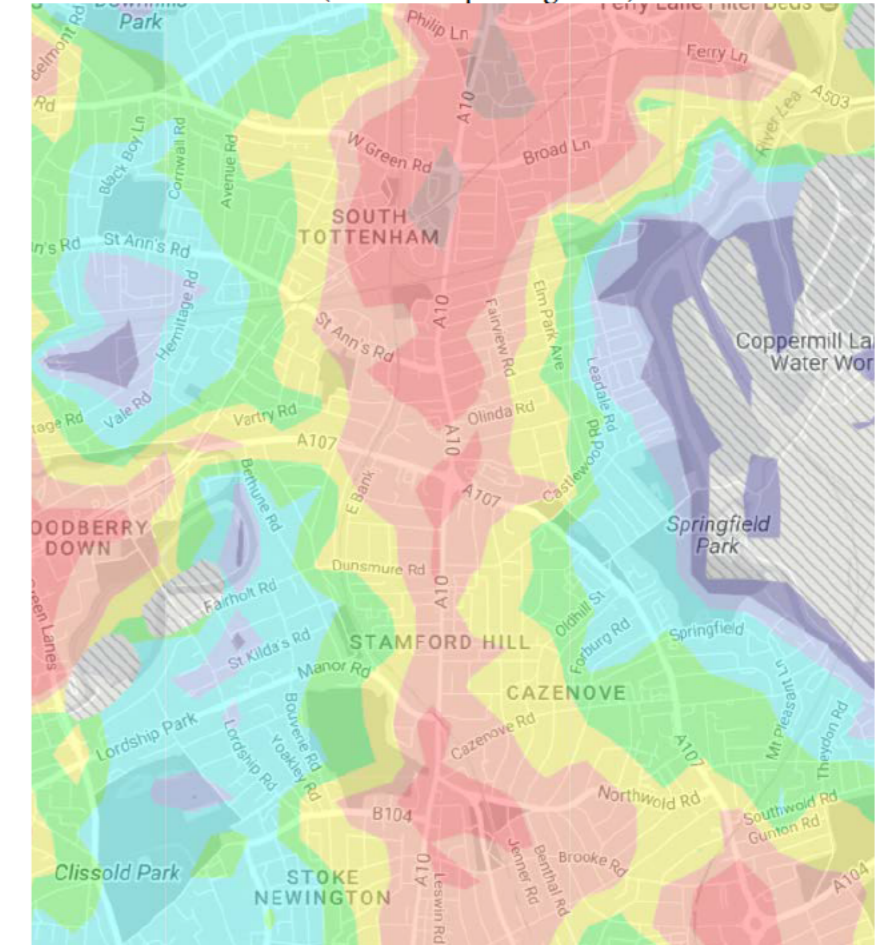 Downhills
Park
Philip Ln
Ferry Lane Filter Beds
Belmont Rd
Ferry Ln
Rd
A10
A503
River Lea
Black Boy Ln
Cornwall Rd
Avenue Rd
W Green Rd
Broad Ln
SOUTH
TOTTENHAM
n's Rd
St Ann's Rd
Hermitage Rd
A10
Fairview Rd
Elm Park Ave
St Ann's Rd
Coppermill La
Water Wor
Leadale Rd
Vale Rd
tage Rd
Vartry Rd
Olinda Rd
A107
A10
Castlewood Rd
Bethune Rd
E Bank
A107
OODBERRY
DOWN
Springfield
Park
Dunsmure Rd
A10
Green Lanes
Fairholt Rd
Oldhill St
Forburg Rd
Springfield
St Kilda's Rd
STAMFORD HILL
Manor Rd
CAZENOVE
Mt Pleasant Ln
Theydon Rd
Lordship Park
Lordship Rd
Bouverie Rd
Yoakley Rd
Cazenove Rd
A107
Northwold Rd
B104
Southwold Rd
Gunton Rd
Clissold Park
STOKE
NEWINGTON
A10
Leswin Rd
Jenner Rd
Benthal Rd
Brooke Rd
A104